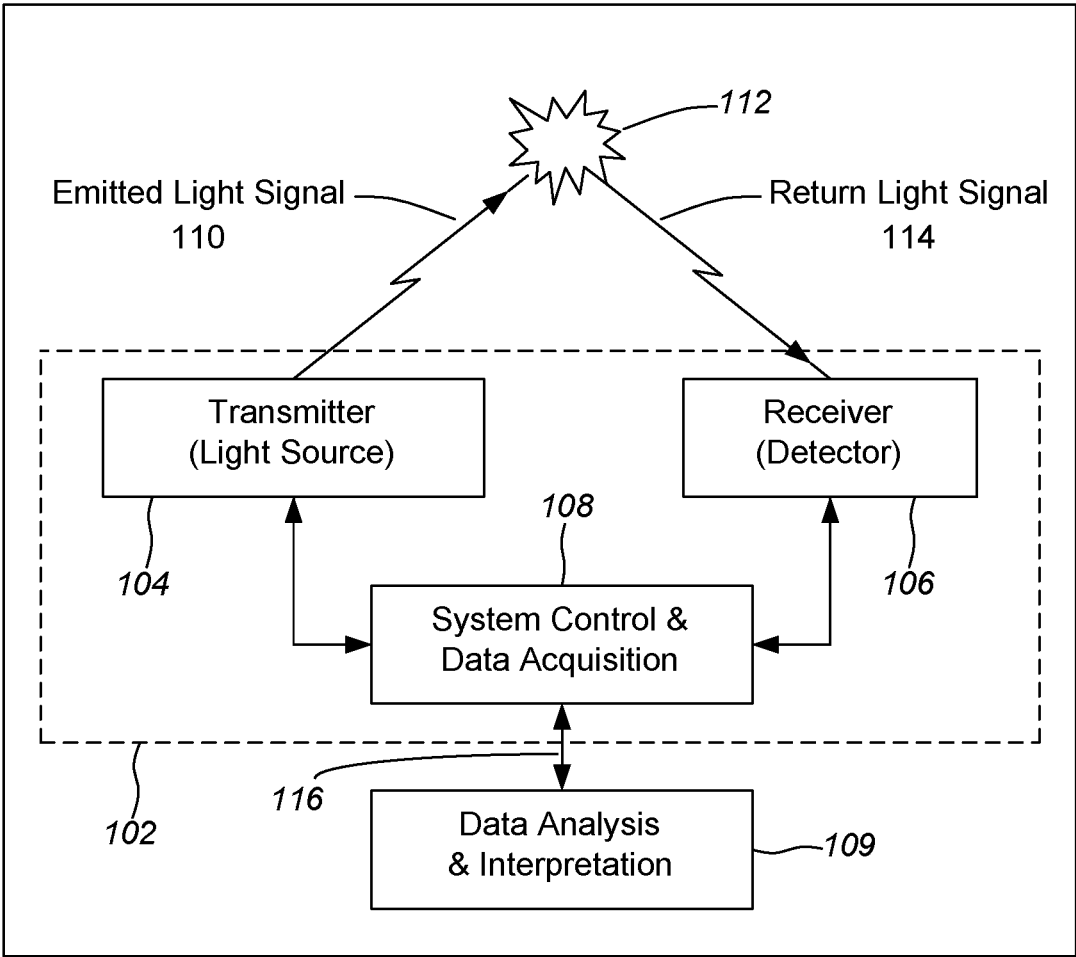 112
Emitted Light Signal
110
Return Light Signal
114
Transmitter
(Light Source)
Receiver
(Detector)
104
108
106
System Control &
Data Acquisition
102
116
Data Analysis
& Interpretation
109